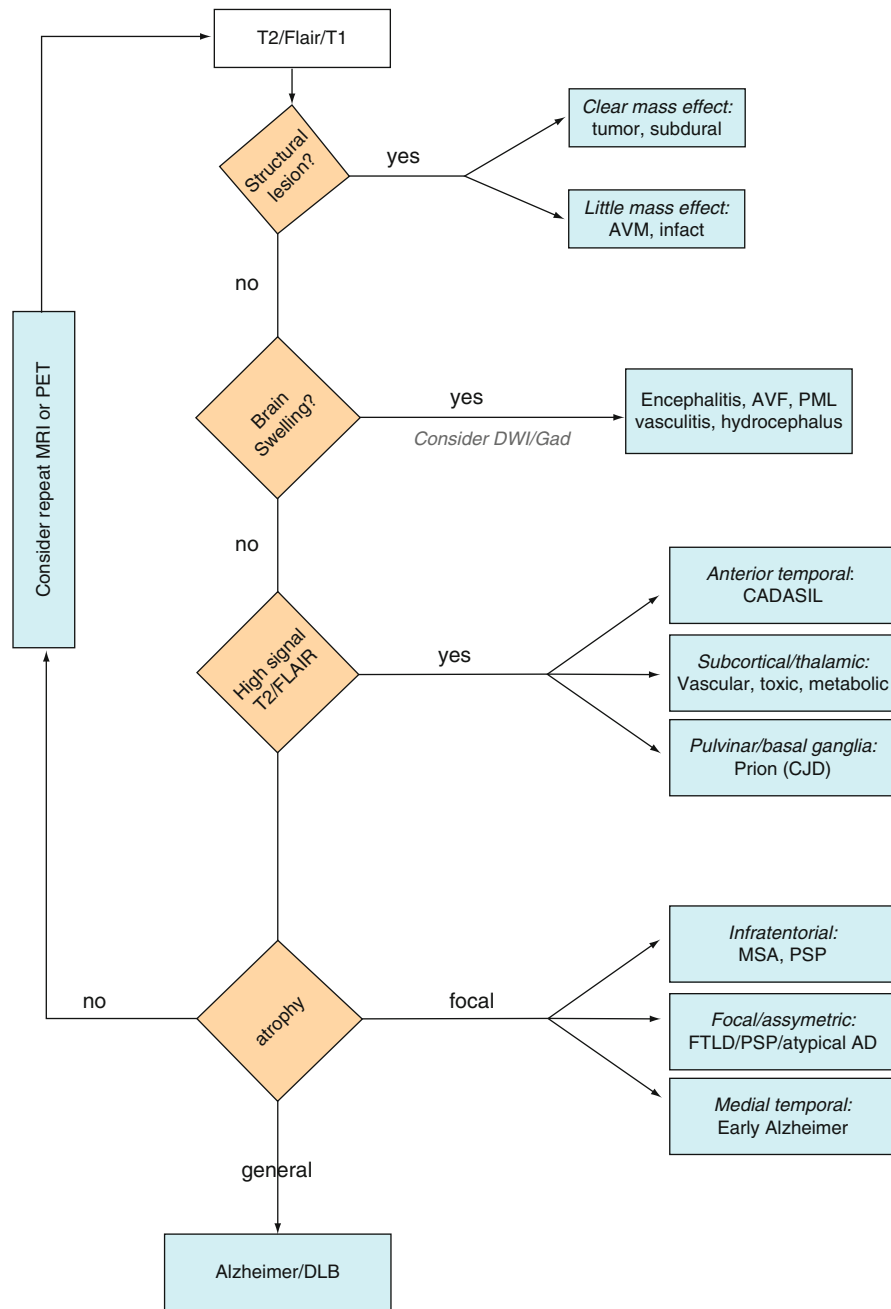 T2/Flair/T1
Structural
lesion?
yes
Clear mass effect:
tumor, subdural
Little mass effect:
AVM, infact
no
Consider repeat MRI or PET
Brain
Swelling?
yes
Consider DWI/Gad
Encephalitis, AVF, PML
vasculitis, hydrocephalus
no
High signal
T2/FLAIR
yes
Anterior temporal:
CADASIL
Subcortical/thalamic:
Vascular, toxic, metabolic
Pulvinar/basal ganglia:
Prion (CJD)
no
atrophy
focal
Infratentorial:
MSA, PSP
Focal/assymetric:
FTLD/PSP/atypical AD
Medial temporal:
Early Alzheimer
general
Alzheimer/DLB